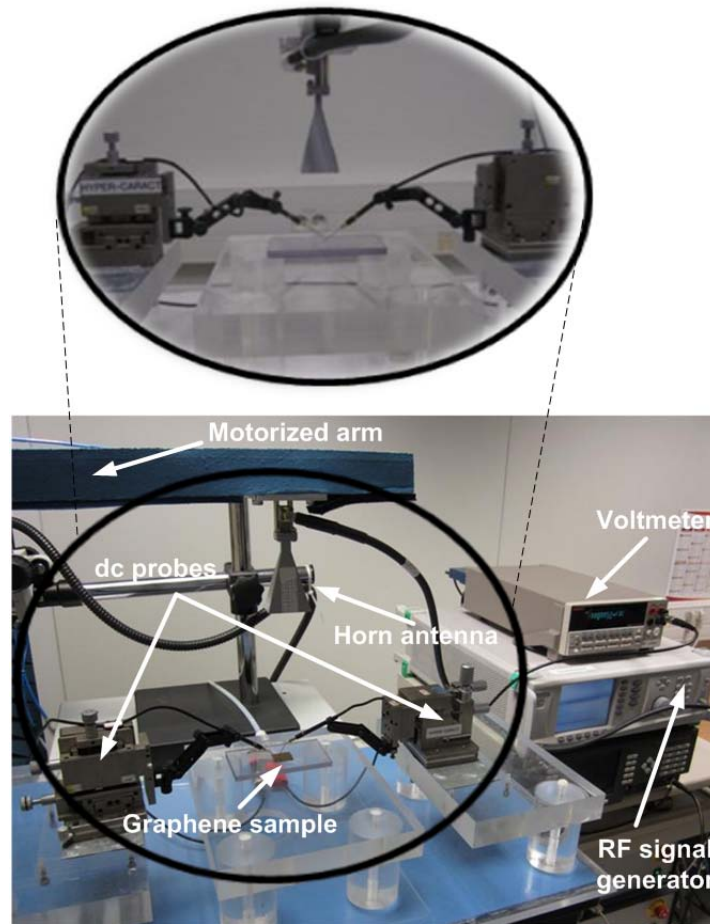 HYPER-CARACT
Motorized arm
Voltmeter
dc probes
Horn antenna
Graphene sample
RF signal
generator